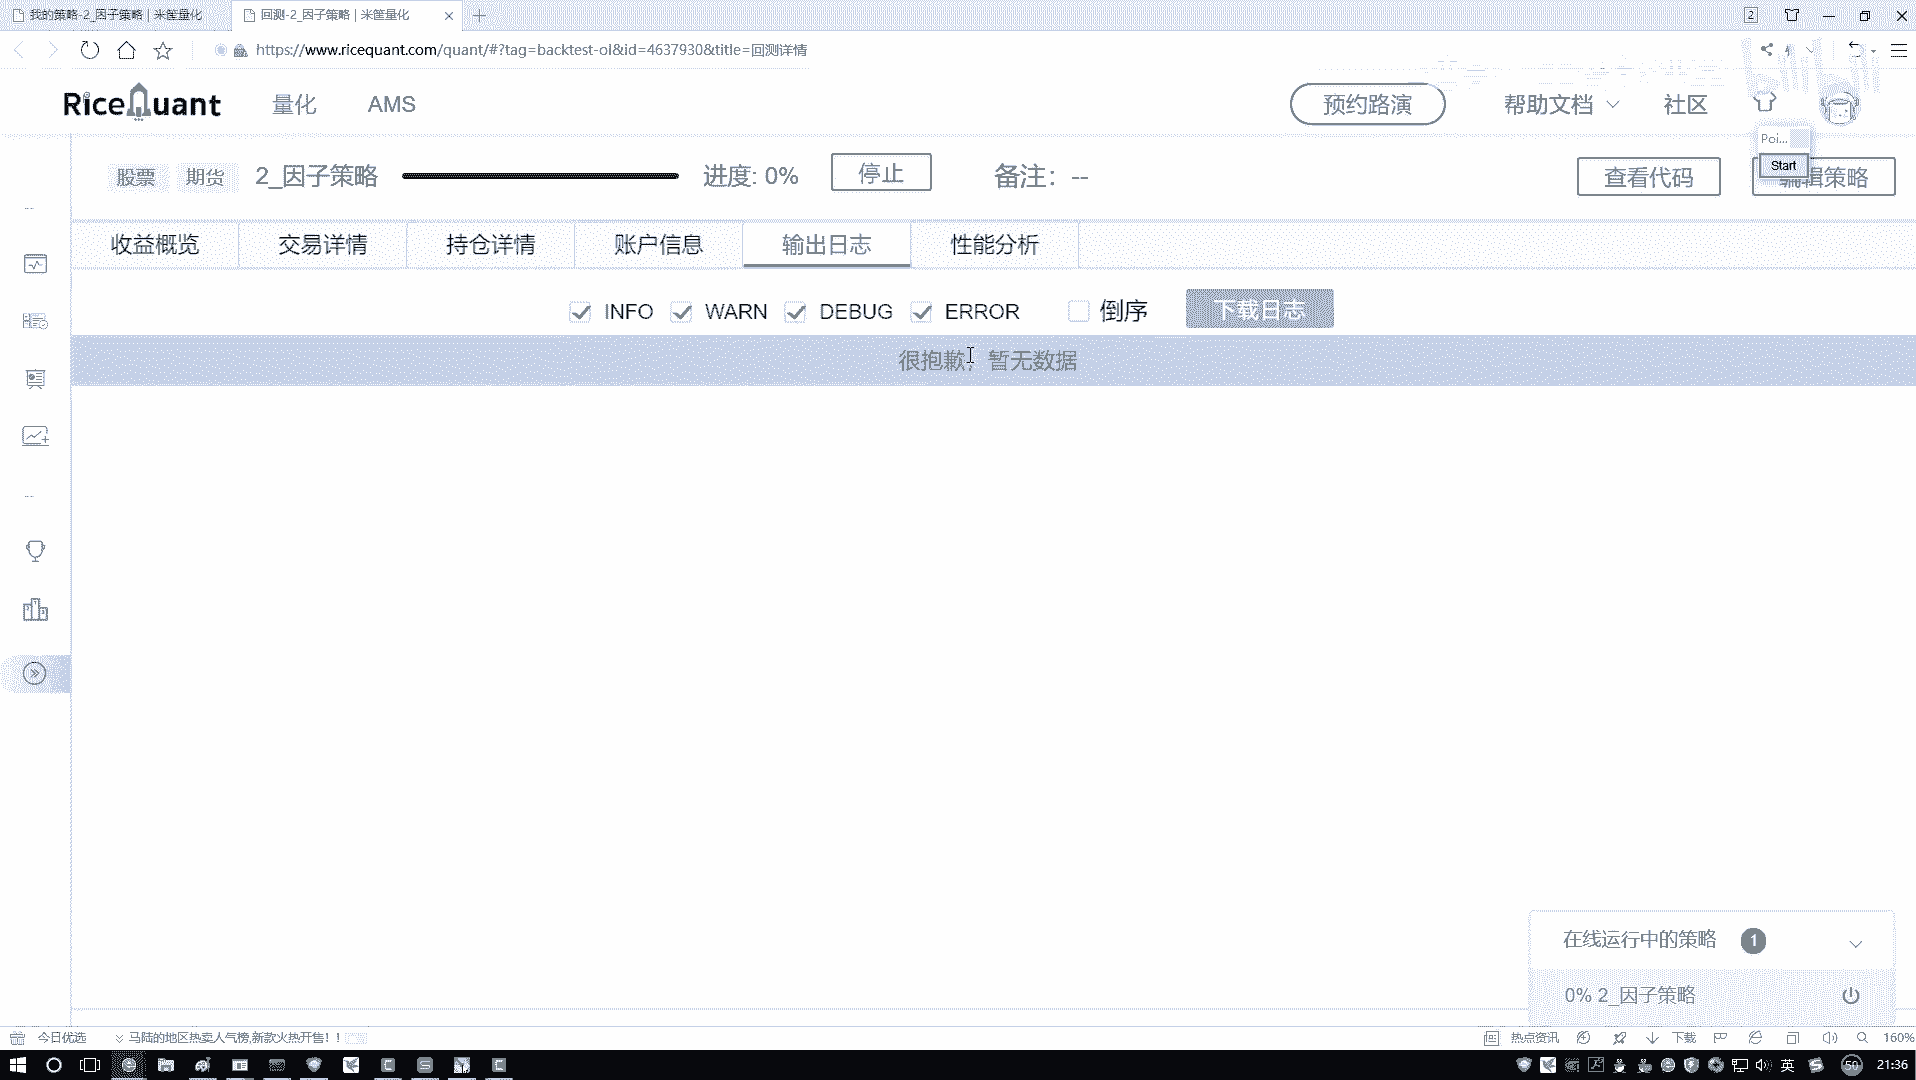 我的策略-2_因子策略 | 米筐量化
回测-2_因子策略 | 米筐量化
2
https://www.ricequant.com/quant/#?tag=backtest-ol&id=4637930&title=回测详情
RiceQuant
量化
AMS
预约路演
帮助文档
社区
Poi...
Start
股票
期货
2_因子策略
进度: 0%
停止
备注: --
查看代码
编辑策略
收益概览
交易详情
持仓详情
账户信息
输出日志
性能分析
INFO
WARN
DEBUG
ERROR
倒序
下载日志
很抱歉，暂无数据
在线运行中的策略
1
0% 2_因子策略
今日优选
马陆的地区热卖人气榜,新款火热开售！！
热点资讯
下载
160%
英
50
21:36